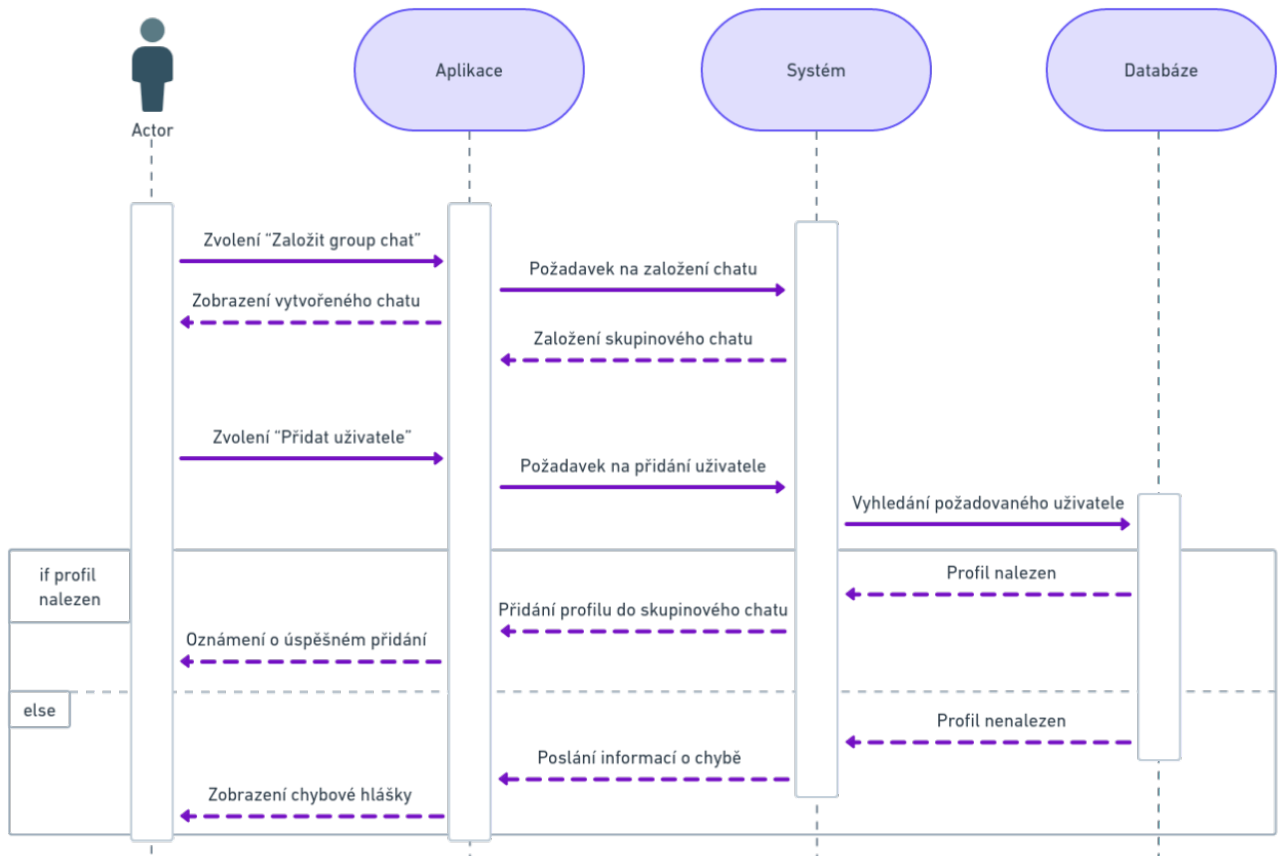 Actor
Aplikace
Systém
Databáze
Zvolení “Založit group chat”
Požadavek na založení chatu
Zobrazení vytvořeného chatu
Založení skupinového chatu
Zvolení “Přidat uživatele”
Požadavek na přidání uživatele
Vyhledání požadovaného uživatele
if profil
nalezen
Profil nalezen
Přidání profilu do skupinového chatu
Oznámení o úspěšném přidání
else
Profil nenalezen
Poslání informací o chybě
Zobrazení chybové hlášky